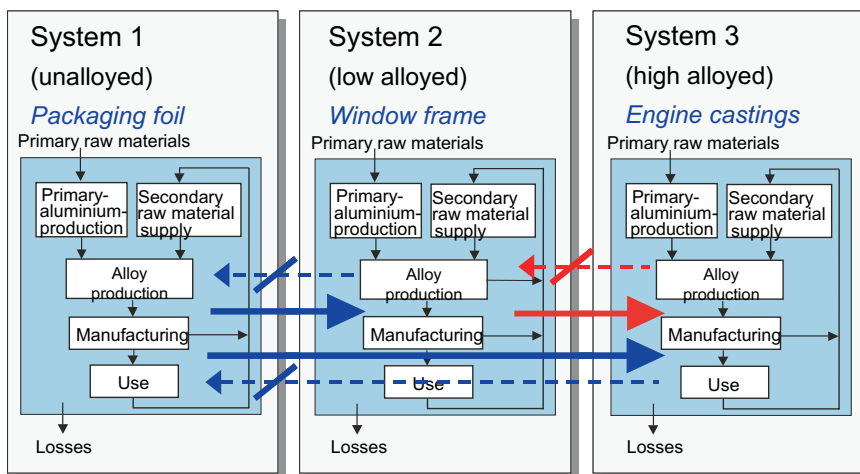 System 1
(unalloyed)
Packaging foil
Primary raw materials
Primary-
aluminium-
production
Secondary
raw material
supply
Alloy
production
Manufacturing
Use
Losses
System 2
(low alloyed)
Window frame
Primary raw materials
Primary-
aluminium-
production
Secondary
raw material
supply
Alloy
production
Manufacturing
Use
Losses
System 3
(high alloyed)
Engine castings
Primary raw materials
Primary-
aluminium-
production
Secondary
raw material
supply
Alloy
production
Manufacturing
Use
Losses